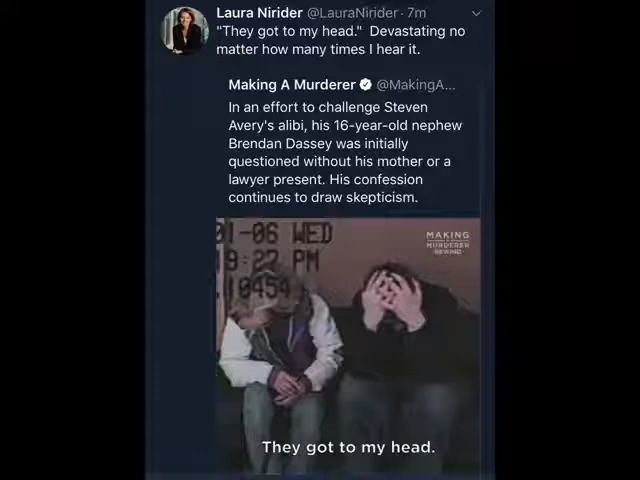 Laura Nirider @LauraNirider · 7m
"They got to my head." Devastating no
matter how many times I hear it.
Making A Murderer @MakingA...
In an effort to challenge Steven
Avery's alibi, his 16-year-old nephew
Brendan Dassey was initially
questioned without his mother or a
lawyer present. His confession
continues to draw skepticism.
01-06 WED
9:27 PM
10454
MAKING
A
MURDERER
REWIND
They got to my head.